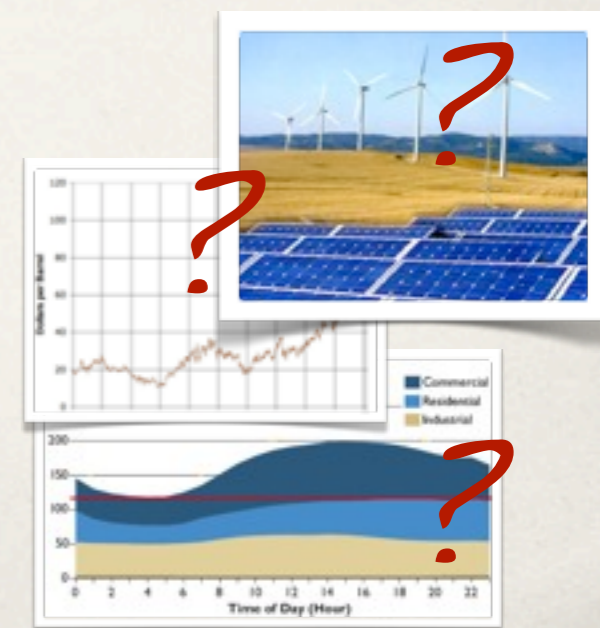 ?
?
120
100
80
60
40
20
0
Dollars per Barrel
Commercial
Residential
Industrial
200
150
100
50
0
0 2 4 6 8 10 12 14 16 18 20 22
Time of Day (Hour)
?